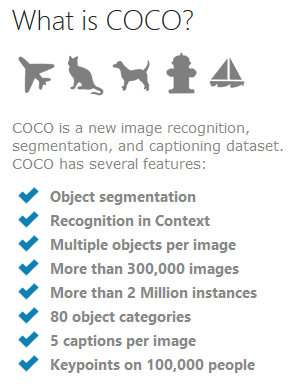 What is COCO?
COCO is a new image recognition,
segmentation, and captioning dataset.
COCO has several features:
Object segmentation
Recognition in Context
Multiple objects per image
More than 300,000 images
More than 2 Million instances
80 object categories
5 captions per image
Keypoints on 100,000 people